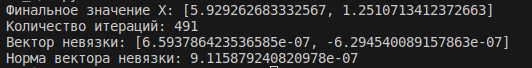 Финальное значение X: [5.929262683332567, 1.2510713412372663]
Количество итераций: 491
Вектор невязки: [6.593786423536585e-07, -6.294540089157863e-07]
Норма вектора невязки: 9.115879240820978e-07